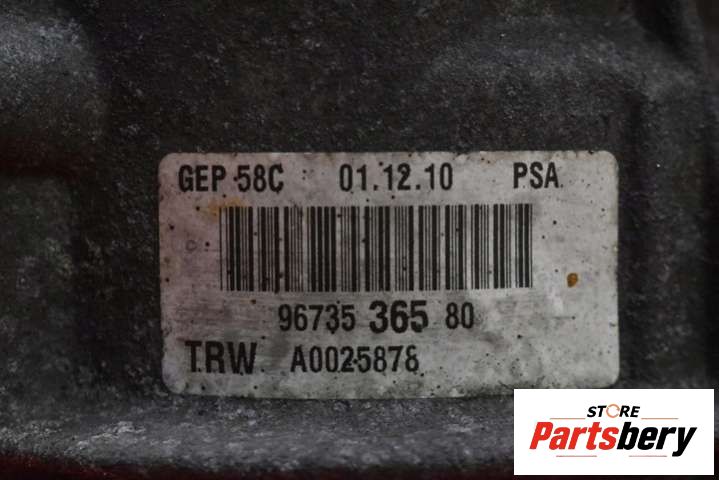 GEP 58C 01.12.10 PSA
96735 365 80
TRW A0025878
STORE
Partsbery